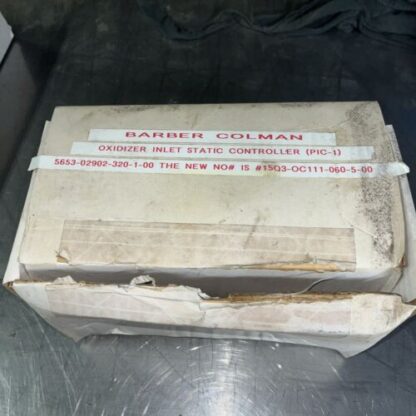 BARBER COLMAN
OXIDIZER INLET STATIC CONTROLLER (PIC-1)
5653-02902-320-1-00 THE NEW NO# IS #15Q3-OC111-060-5-00